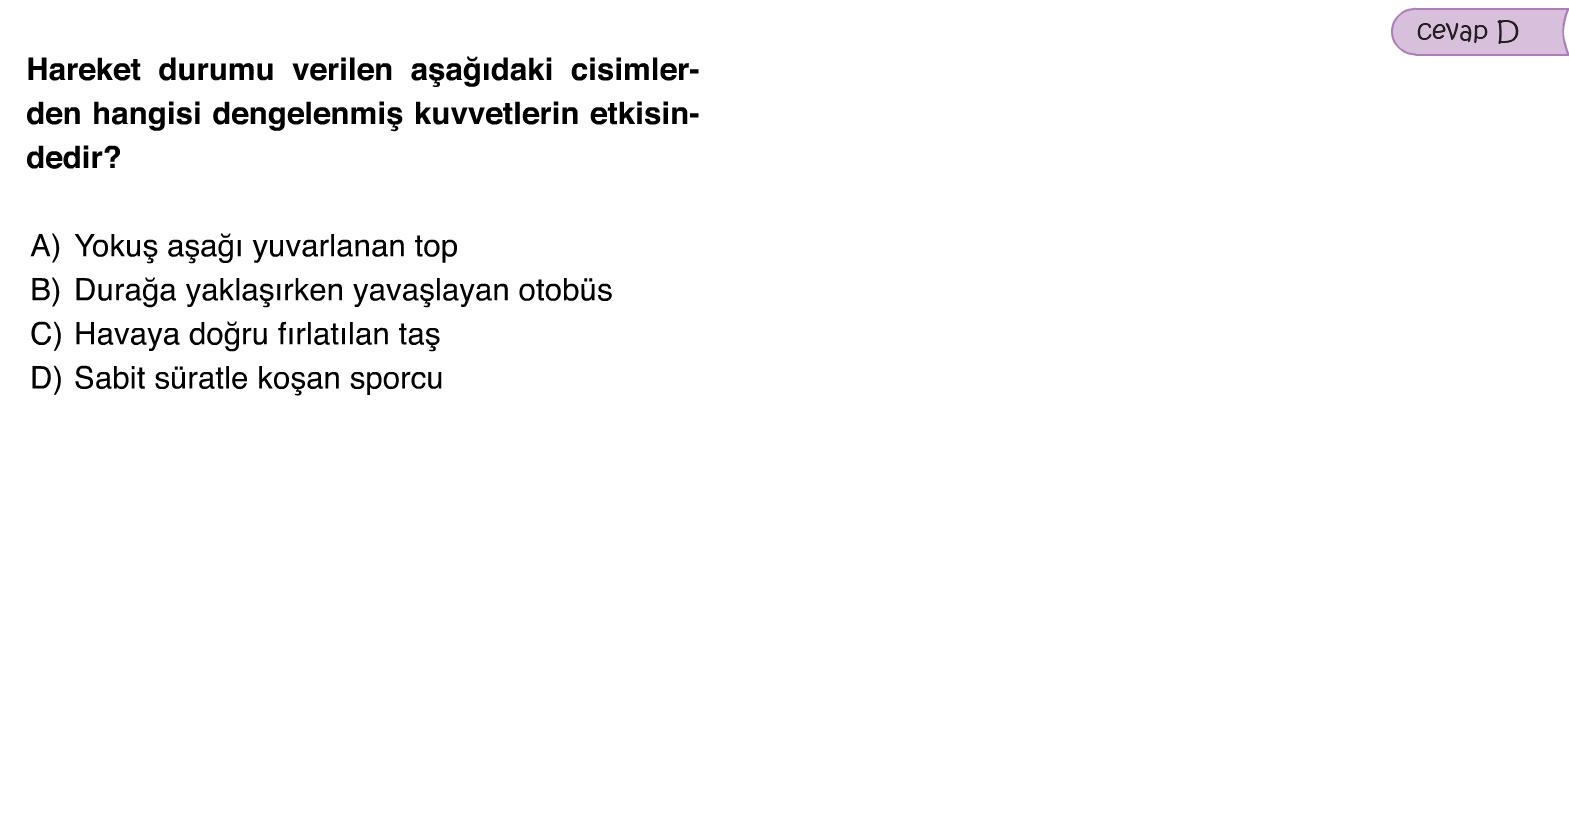 cevap D
Hareket durumu verilen aşağıdaki cisimler-
den hangisi dengelenmiş kuvvetlerin etkisin-
dedir?
A) Yokuş aşağı yuvarlanan top
B) Durağa yaklaşırken yavaşlayan otobüs
C) Havaya doğru fırlatılan taş
D) Sabit süratle koşan sporcu